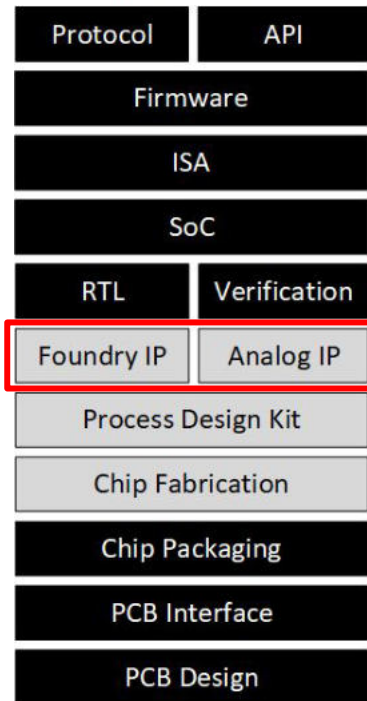 Protocol API
Firmware
ISA
SoC
RTL Verification
Foundry IP Analog IP
Process Design Kit
Chip Fabrication
Chip Packaging
PCB Interface
PCB Design